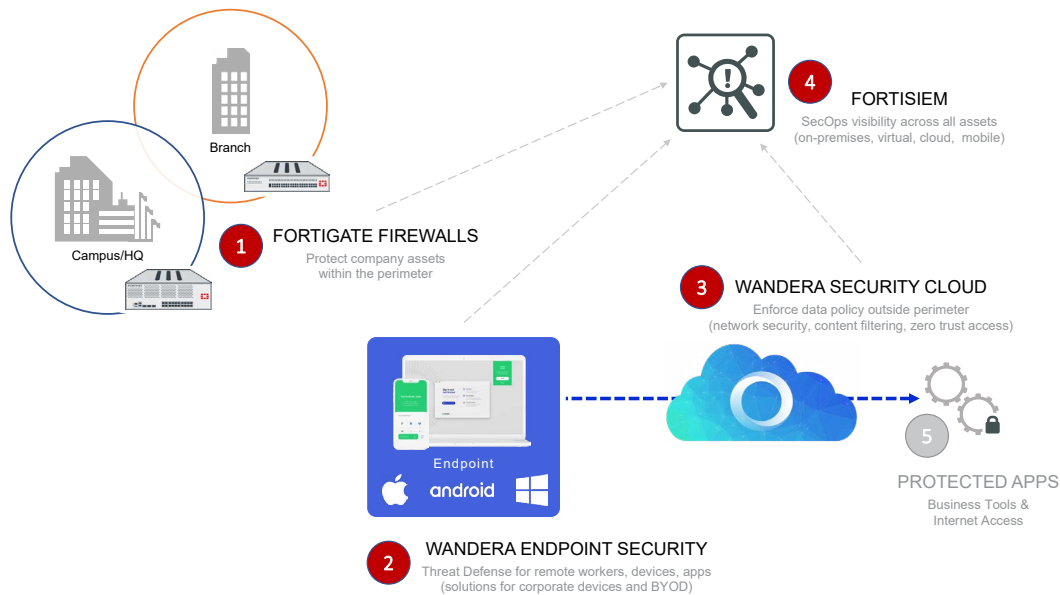 Branch
Campus/HQ
1
FORTIGATE FIREWALLS
Protect company assets
within the perimeter
4
FORTISIEM
SecOps visibility across all assets
(on-premises, virtual, cloud, mobile)
3
WANDERA SECURITY CLOUD
Enforce data policy outside perimeter
(network security, content filtering, zero trust access)
Endpoint
android
2
WANDERA ENDPOINT SECURITY
Threat Defense for remote workers, devices, apps
(solutions for corporate devices and BYOD)
5
PROTECTED APPS
Business Tools &
Internet Access